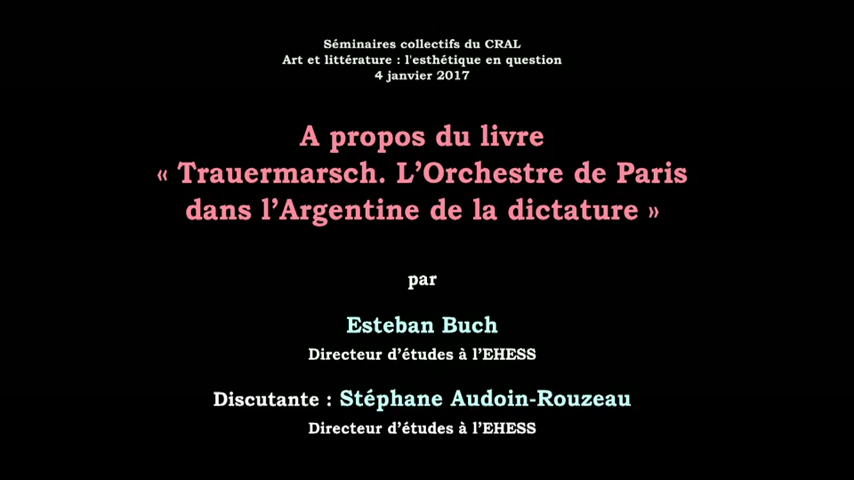 Séminaires collectifs du CRAL
Art et littérature : l'esthétique en question
4 janvier 2017
A propos du livre
« Trauermarsch. L’Orchestre de Paris
dans l’Argentine de la dictature »
par
Esteban Buch
Directeur d’études à l’EHESS
Discutante : Stéphane Audoin-Rouzeau
Directeur d’études à l’EHESS